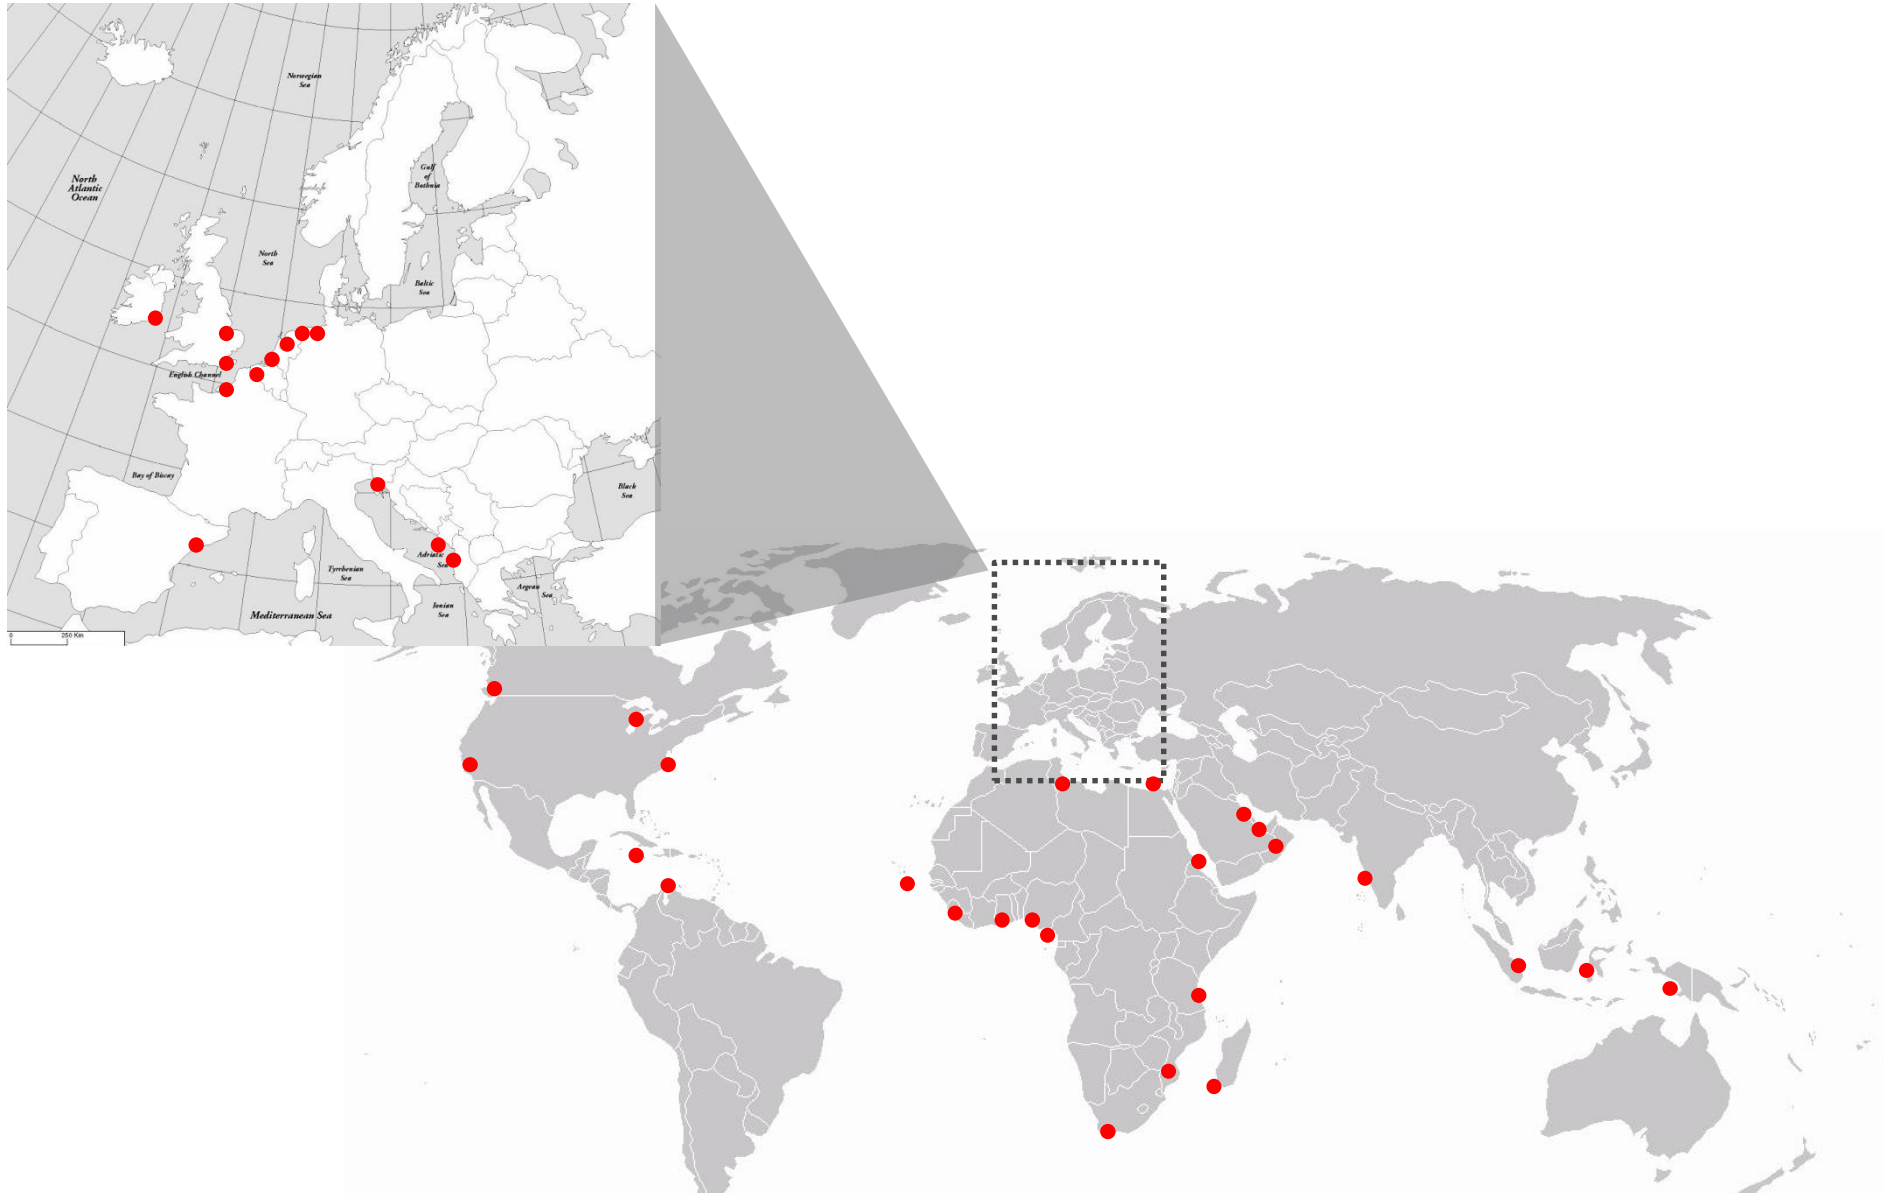 Norwegian
Sea
North
Atlantic
Ocean
Gulf
of
Bothnia
North
Sea
Baltic
Sea
English Channel
Bay of Biscay
Black
Sea
Adriatic
Sea
Tyrrhenian
Sea
Aegean
Sea
Ionian
Sea
Mediterranean Sea
0 250 Km